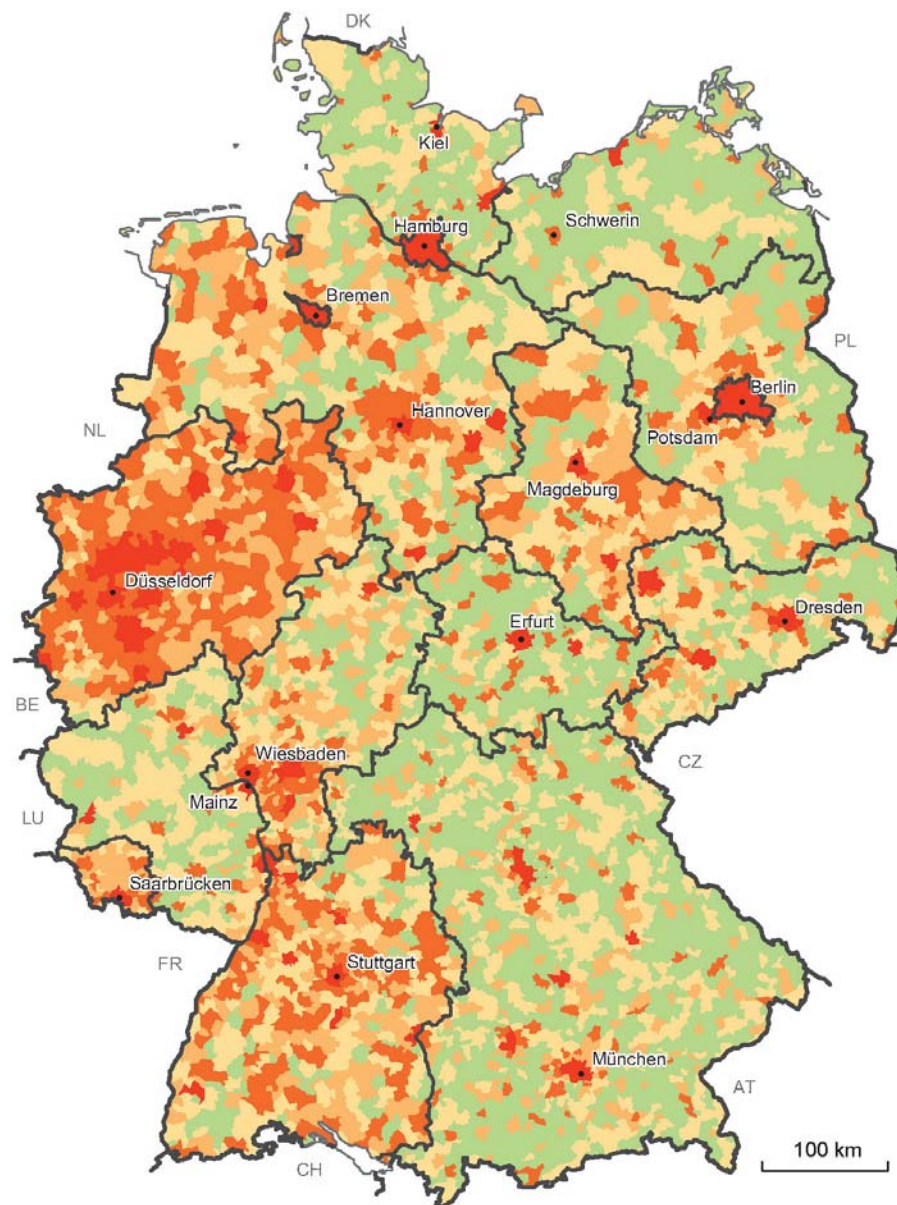 DK
Kiel
Hamburg
Schwerin
Bremen
PL
Berlin
Hannover
NL
Potsdam
Magdeburg
Düsseldorf
Dresden
Erfurt
BE
Wiesbaden
CZ
Mainz
LU
Saarbrücken
FR
Stuttgart
München
AT
100 km
CH